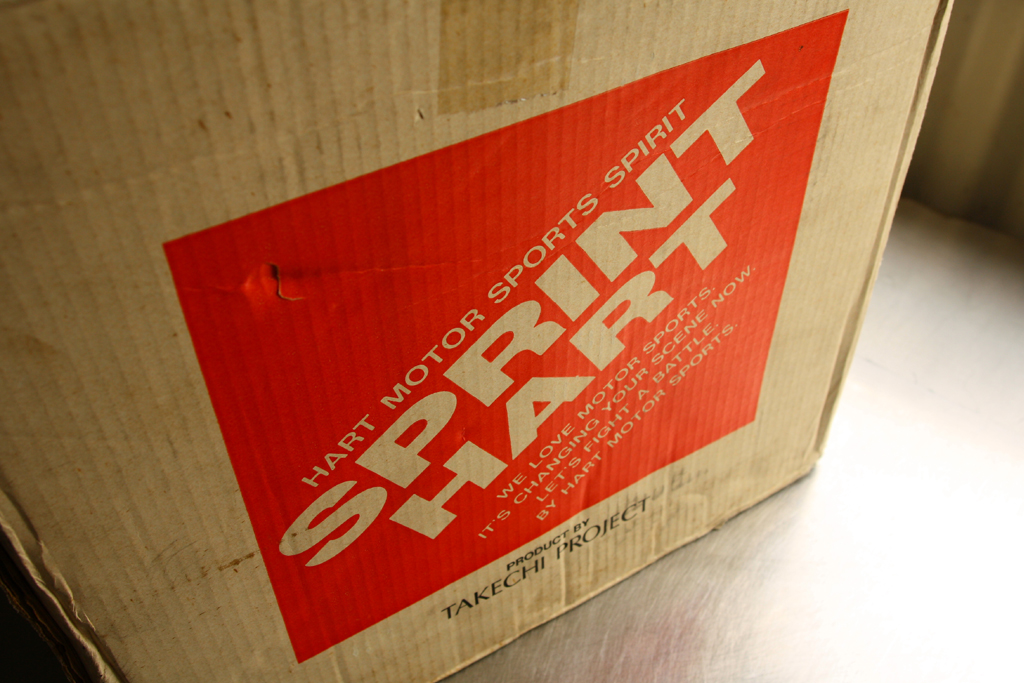 HART MOTOR SPORTS SPIRIT
SPRINT
HART
WE LOVE MOTOR SPORTS.
IT'S CHANGING YOUR SCENE NOW.
LET'S FIGHT A BATTLE.
BY HART MOTOR SPORTS.
PRODUCT BY
TAKECHI PROJECT